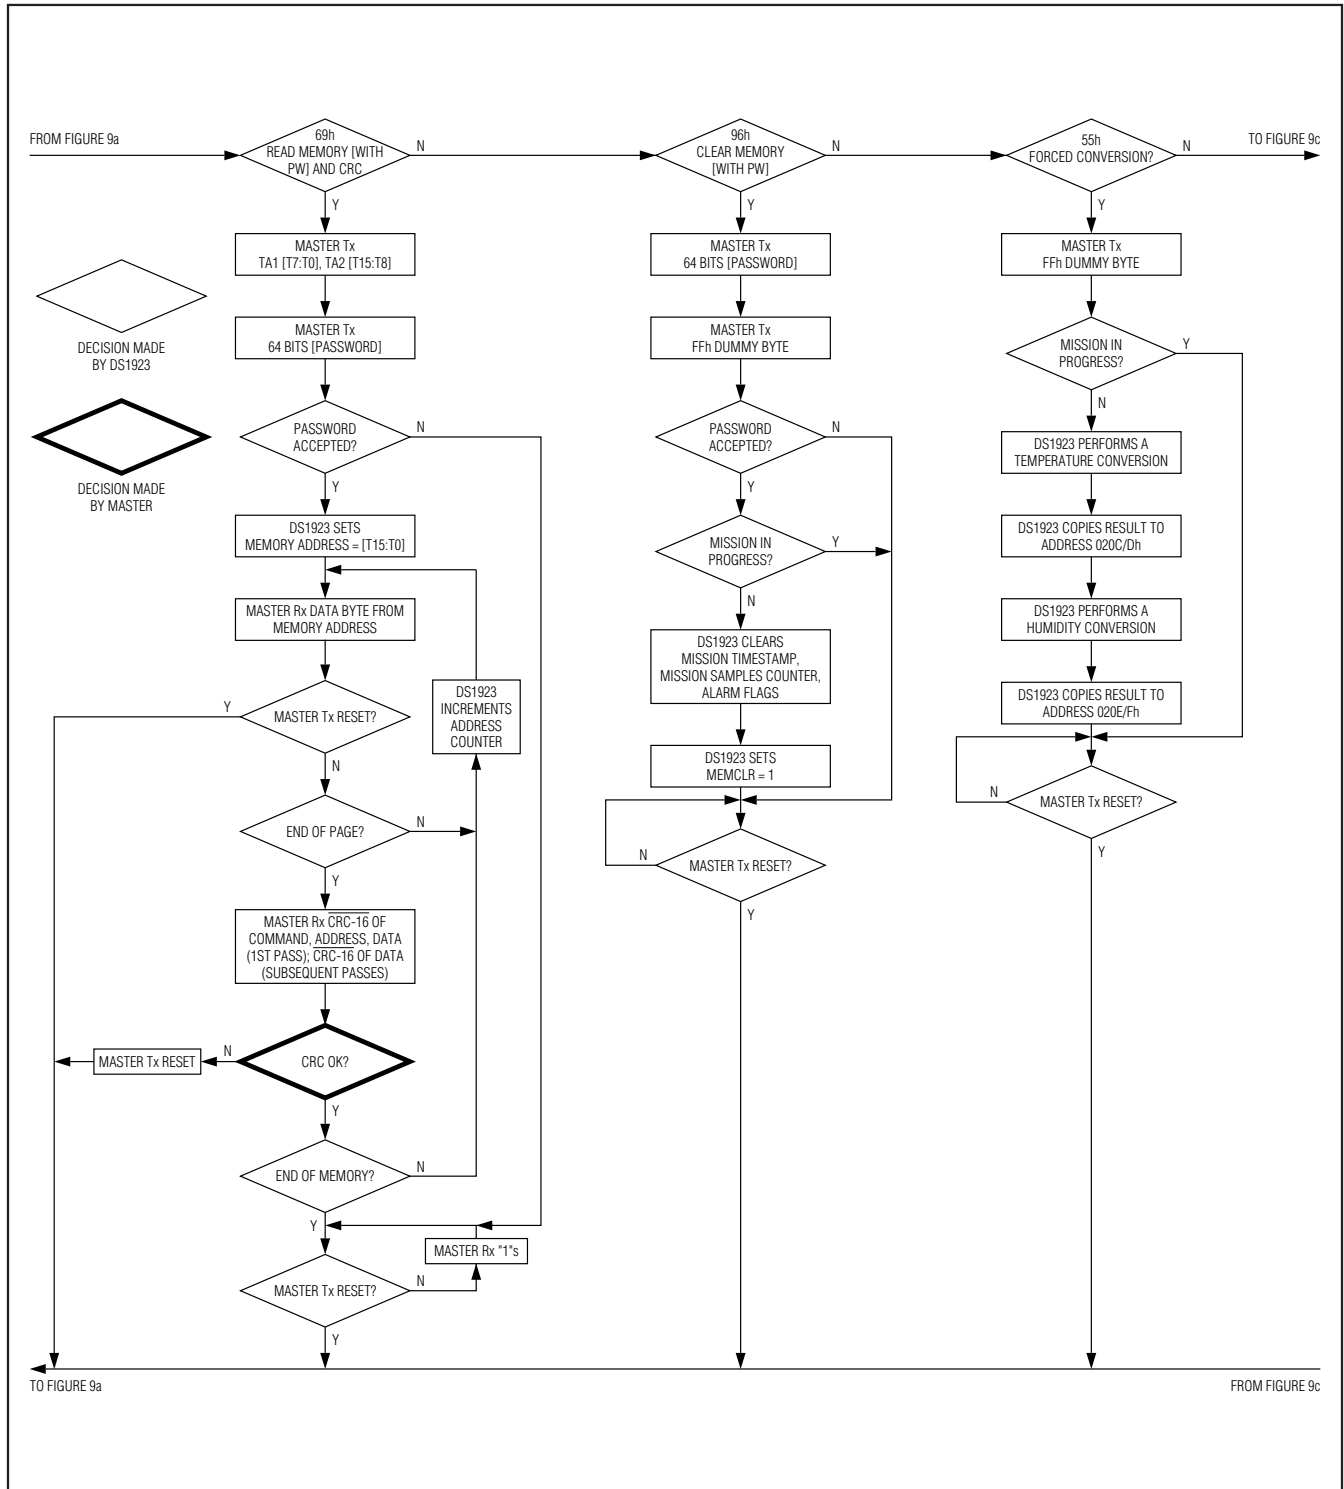 FROM FIGURE 9a
69h
READ MEMORY [WITH
PW] AND CRC
N
Y
MASTER Tx
TA1 [T7:T0], TA2 [T15:T8]
MASTER Tx
64 BITS [PASSWORD]
PASSWORD
ACCEPTED?
N
Y
DS1923 SETS
MEMORY ADDRESS = [T15:T0]
MASTER Rx DATA BYTE FROM
MEMORY ADDRESS
MASTER Tx RESET?
Y
N
DS1923
INCREMENTS
ADDRESS
COUNTER
END OF PAGE?
N
Y
MASTER Rx CRC-16 OF
COMMAND, ADDRESS, DATA
(1ST PASS); CRC-16 OF DATA
(SUBSEQUENT PASSES)
CRC OK?
N
MASTER Tx RESET
Y
END OF MEMORY?
N
Y
MASTER Rx "1"s
MASTER Tx RESET?
N
Y
DECISION MADE
BY DS1923
DECISION MADE
BY MASTER
96h
CLEAR MEMORY
[WITH PW]
N
Y
MASTER Tx
64 BITS [PASSWORD]
MASTER Tx
FFh DUMMY BYTE
PASSWORD
ACCEPTED?
N
Y
MISSION IN
PROGRESS?
Y
N
DS1923 CLEARS
MISSION TIMESTAMP,
MISSION SAMPLES COUNTER,
ALARM FLAGS
DS1923 SETS
MEMCLR = 1
MASTER Tx RESET?
N
Y
55h
FORCED CONVERSION?
N
TO FIGURE 9c
Y
MASTER Tx
FFh DUMMY BYTE
MISSION IN
PROGRESS?
Y
N
DS1923 PERFORMS A
TEMPERATURE CONVERSION
DS1923 COPIES RESULT TO
ADDRESS 020C/Dh
DS1923 PERFORMS A
HUMIDITY CONVERSION
DS1923 COPIES RESULT TO
ADDRESS 020E/Fh
MASTER Tx RESET?
N
Y
TO FIGURE 9a
FROM FIGURE 9c